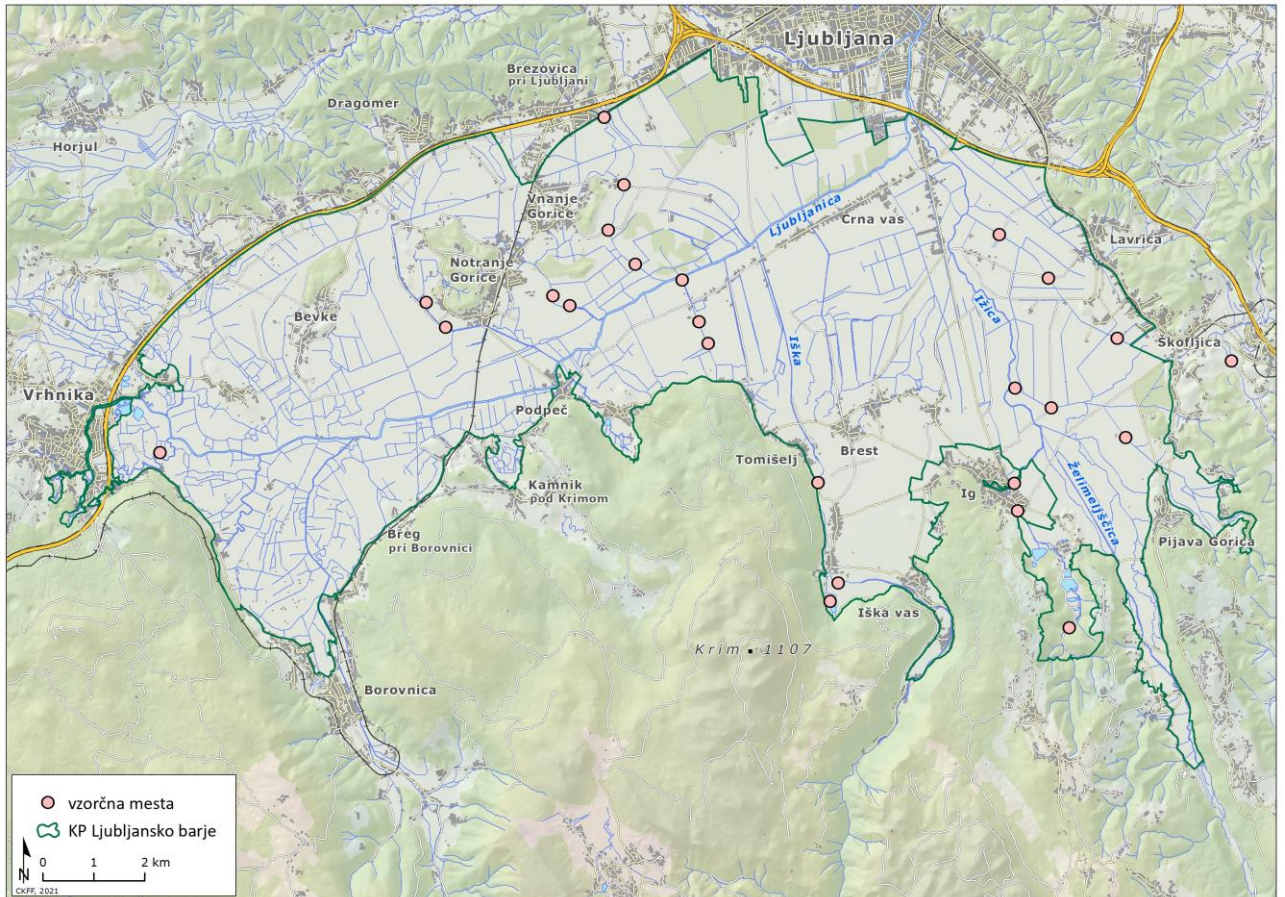 Ljubljana
Brezovica
pri Ljubljani
Dragomer
Horjul
Vnanje
Gorice
Ljubljanica
Črna vas
Lavrica
Notranje
Gorice
Bevke
Ižica
Iška
Škofljica
Vrhnika
Podpeč
Tomišelj
Brest
Želimeljščica
Ig
Kamnik
pod Krimom
Breg
pri Borovnici
Pijava Gorica
Iška vas
Krim 1107
Borovnica
vzorčna mesta
KP Ljubljansko barje
N
0 1 2 km
CKFF, 2021